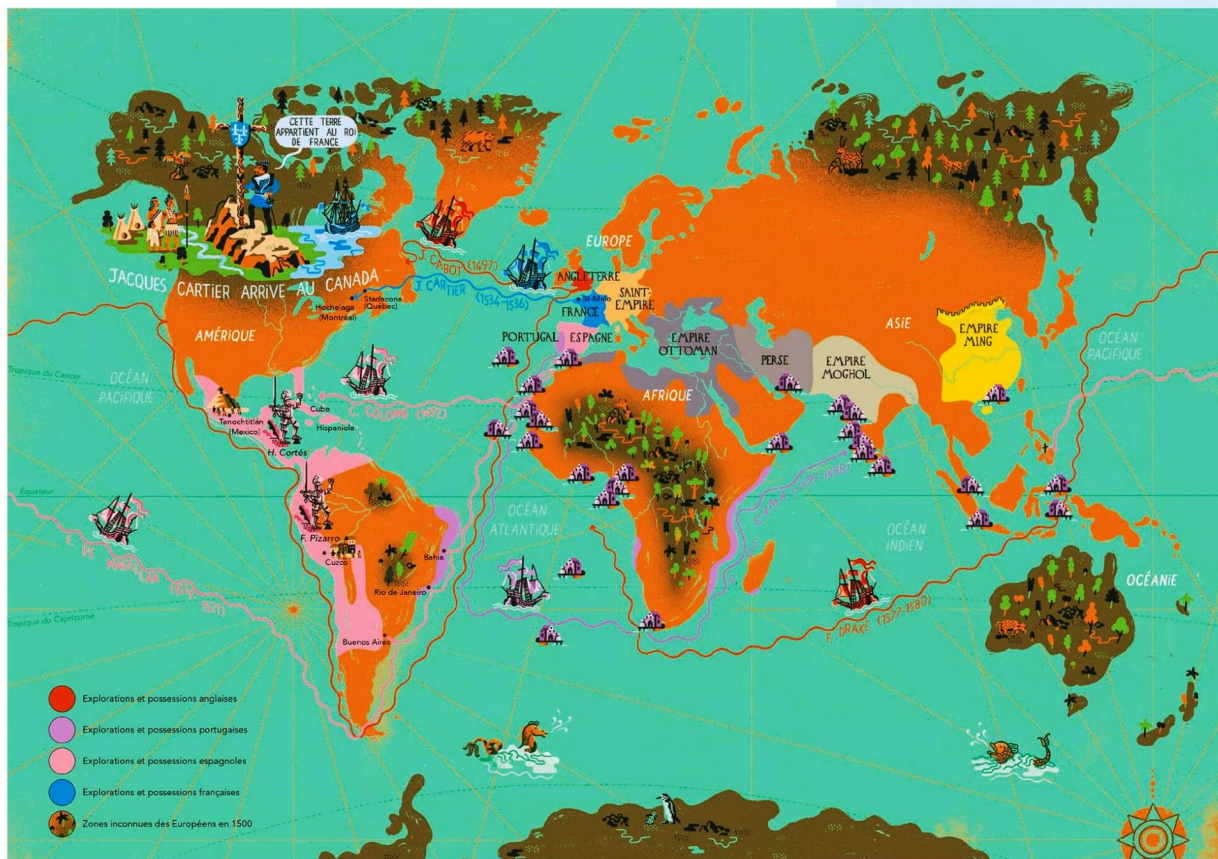 CETTE TERRE
APPARTIENT AU ROI
DE FRANCE
JACQUES CARTIER ARRIVE AU CANADA
J. CABOT (1497)
J. CARTIER (1534-1536)
Stadacona
(Québec)
Hochelaga
(Montréal)
AMÉRIQUE
EUROPE
ANGLETERRE
St-Malo
SAINT-
EMPIRE
FRANCE
PORTUGAL
ESPAGNE
EMPIRE
OTTOMAN
PERSE
EMPIRE
MOGHOL
ASIE
EMPIRE
MING
OCÉAN
PACIFIQUE
Tropique du Cancer
OCÉAN
PACIFIQUE
C. COLOMB (1492)
AFRIQUE
Cuba
Hispaniola
Tenochtitlán
(Mexico)
H. Cortés
Équateur
OCÉAN
ATLANTIQUE
OCÉAN
INDIEN
F. Pizarro
Cuzco
Bahia
Rio de Janeiro
F. DE
MAGELLAN
1521)
OCÉANIE
Tropique du Capricorne
F. DRAKE (1577-1580)
Buenos Aires
Explorations et possessions anglaises
Explorations et possessions portugaises
Explorations et possessions espagnoles
Explorations et possessions françaises
Zones inconnues des Européens en 1500